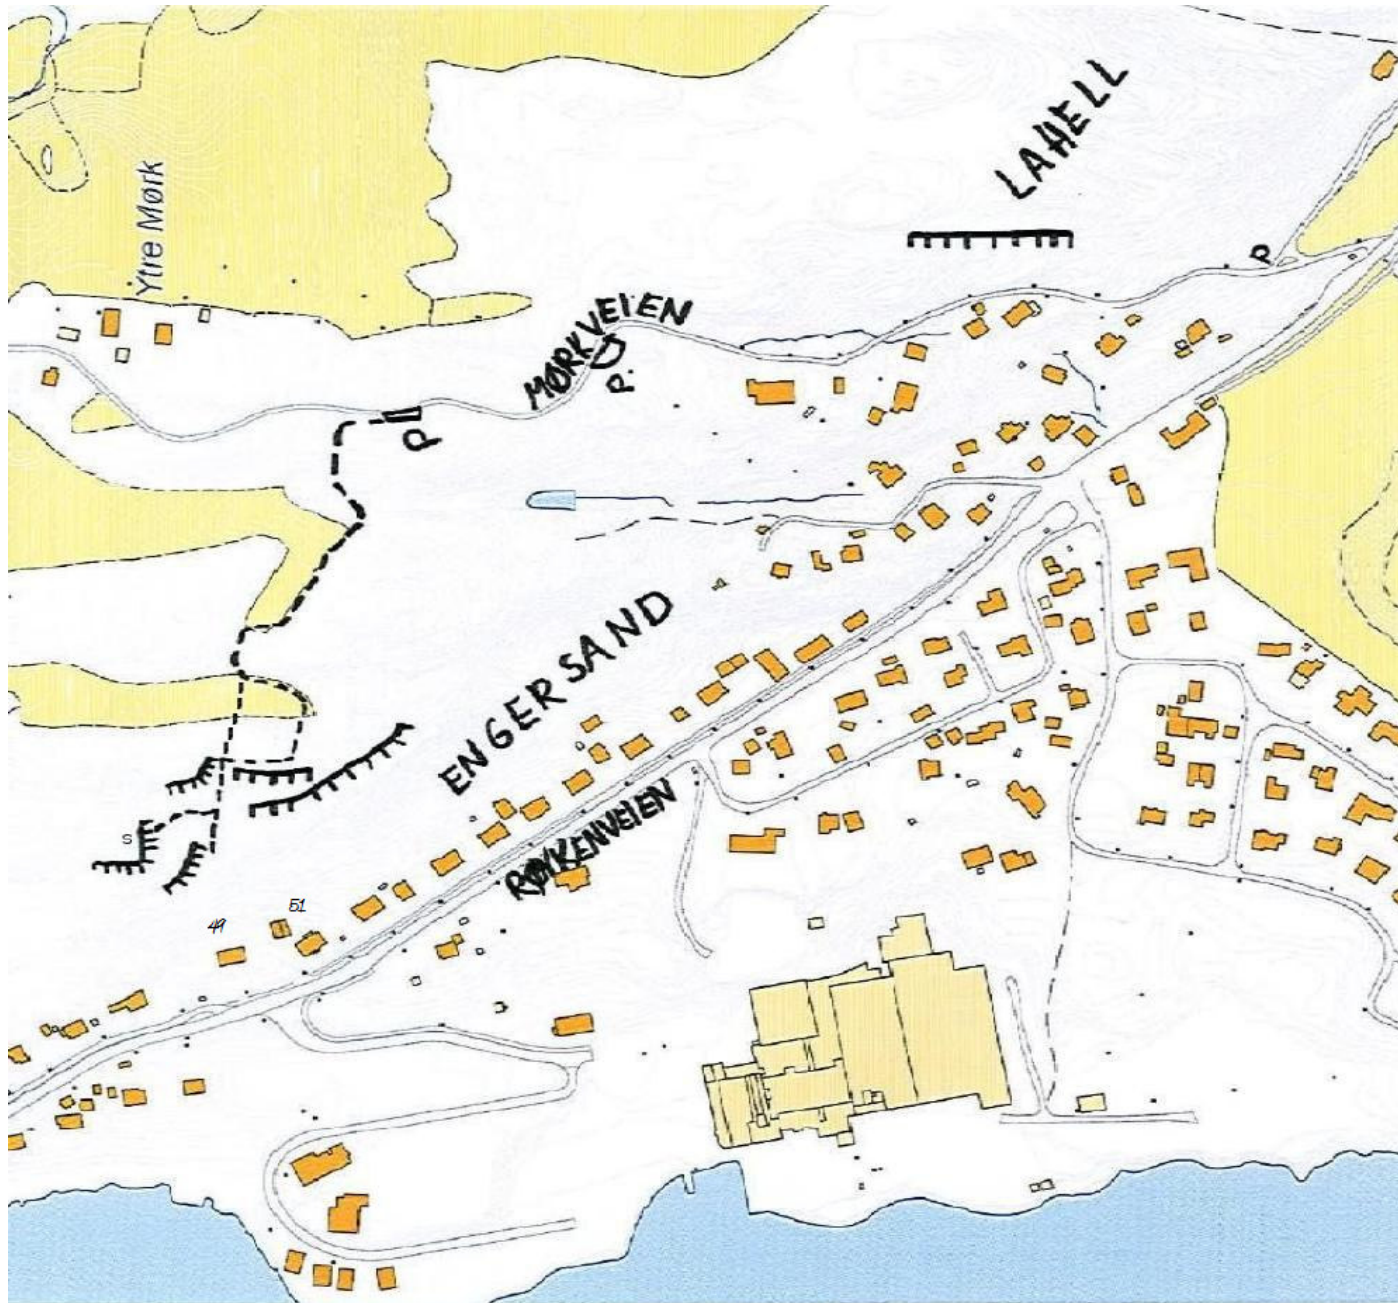 LAHELL
Ytre Mørk
P
MØRKVEIEN
P.
P
ENGERSAND
RØYKENVEIEN
S
49
51